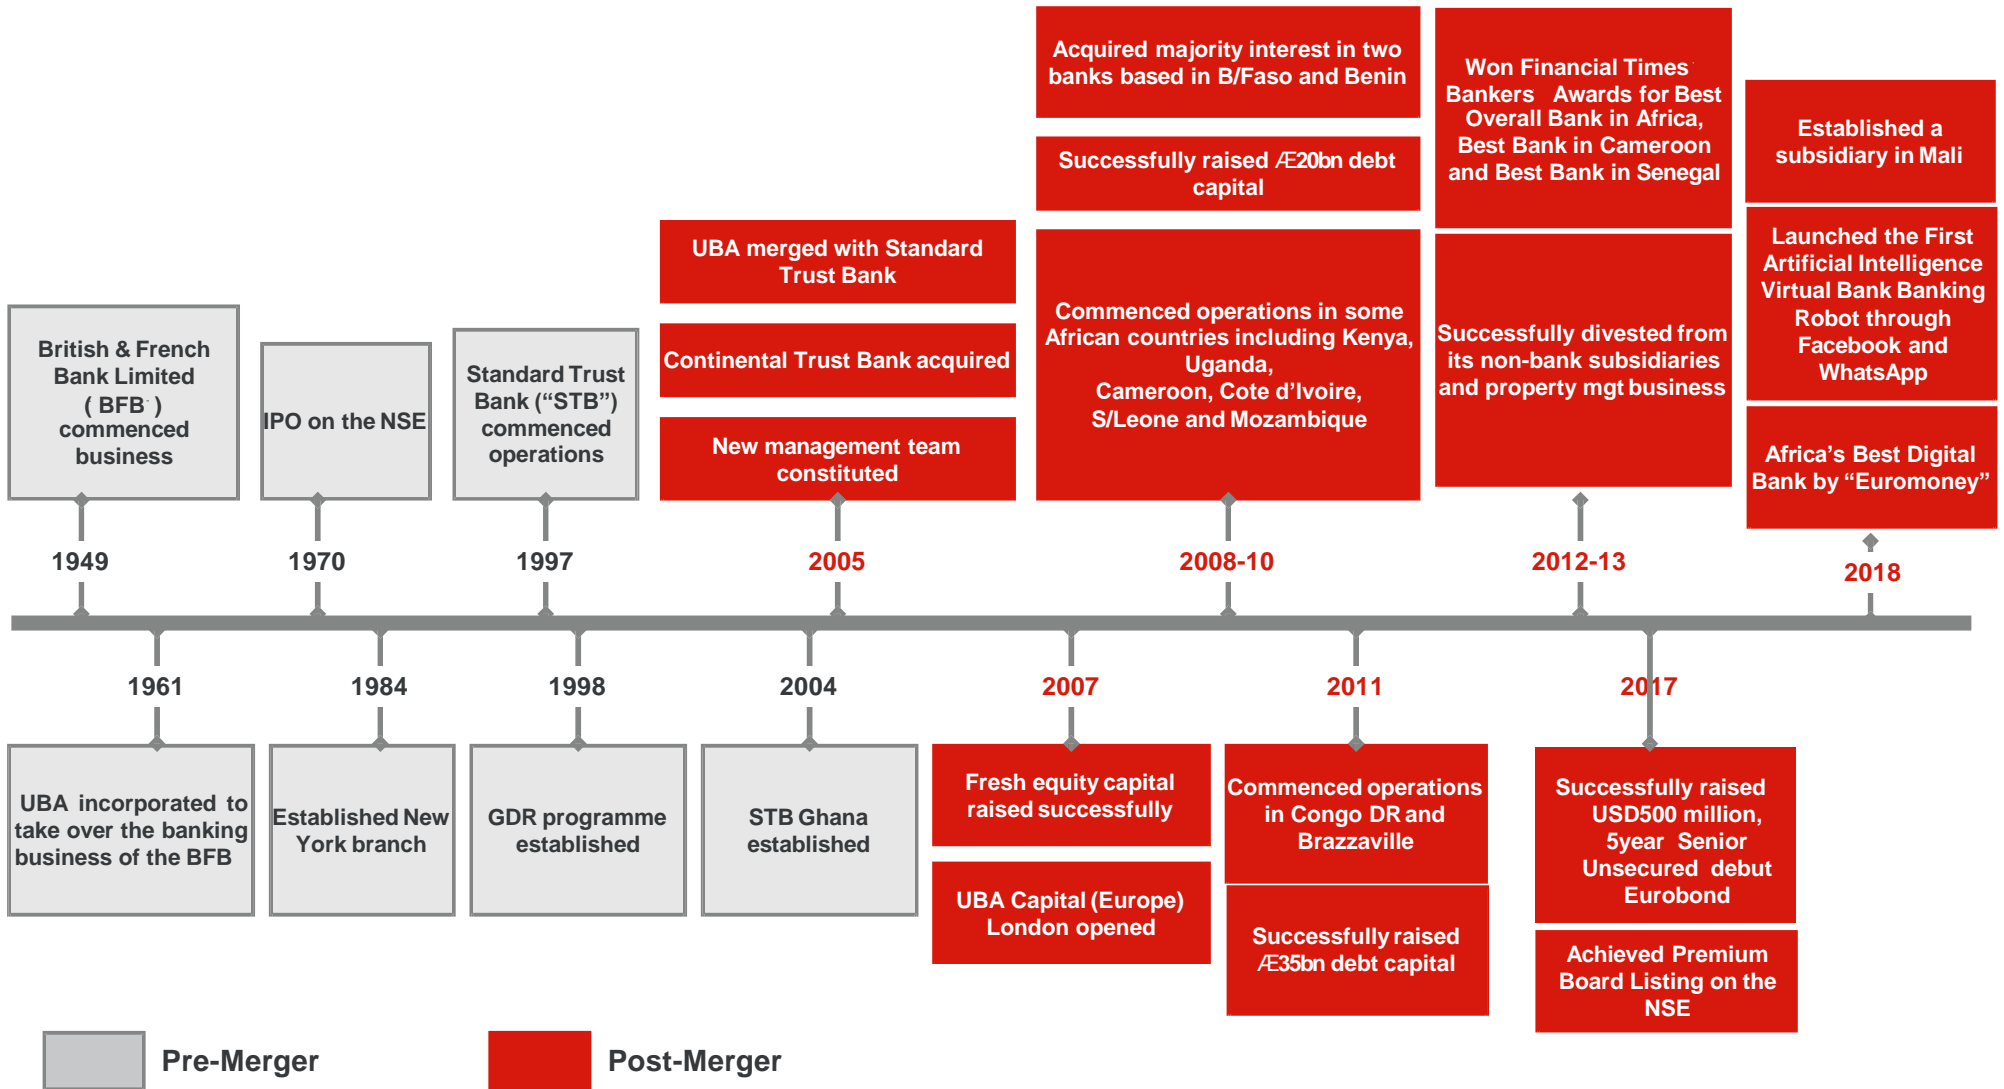 British & French
Bank Limited
( BFB )
commenced
business
IPO on the NSE
Standard Trust
Bank (“STB”)
commenced
operations
UBA merged with Standard
Trust Bank
Continental Trust Bank acquired
New management team
constituted
Acquired majority interest in two
banks based in B/Faso and Benin
Successfully raised Æ20bn debt
capital
Commenced operations in some
African countries including Kenya,
Uganda,
Cameroon, Cote d’Ivoire,
S/Leone and Mozambique
Won Financial Times
Bankers Awards for Best
Overall Bank in Africa,
Best Bank in Cameroon
and Best Bank in Senegal
Successfully divested from
its non-bank subsidiaries
and property mgt business
Established a
subsidiary in Mali
Launched the First
Artificial Intelligence
Virtual Bank Banking
Robot through
Facebook and
WhatsApp
Africa’s Best Digital
Bank by “Euromoney”
1949
1970
1997
2005
2008-10
2012-13
2018
1961
1984
1998
2004
2007
2011
2017
UBA incorporated to
take over the banking
business of the BFB
Established New
York branch
GDR programme
established
STB Ghana
established
Fresh equity capital
raised successfully
UBA Capital (Europe)
London opened
Commenced operations
in Congo DR and
Brazzaville
Successfully raised
Æ35bn debt capital
Successfully raised
USD500 million,
5year Senior
Unsecured debut
Eurobond
Achieved Premium
Board Listing on the
NSE
Pre-Merger
Post-Merger